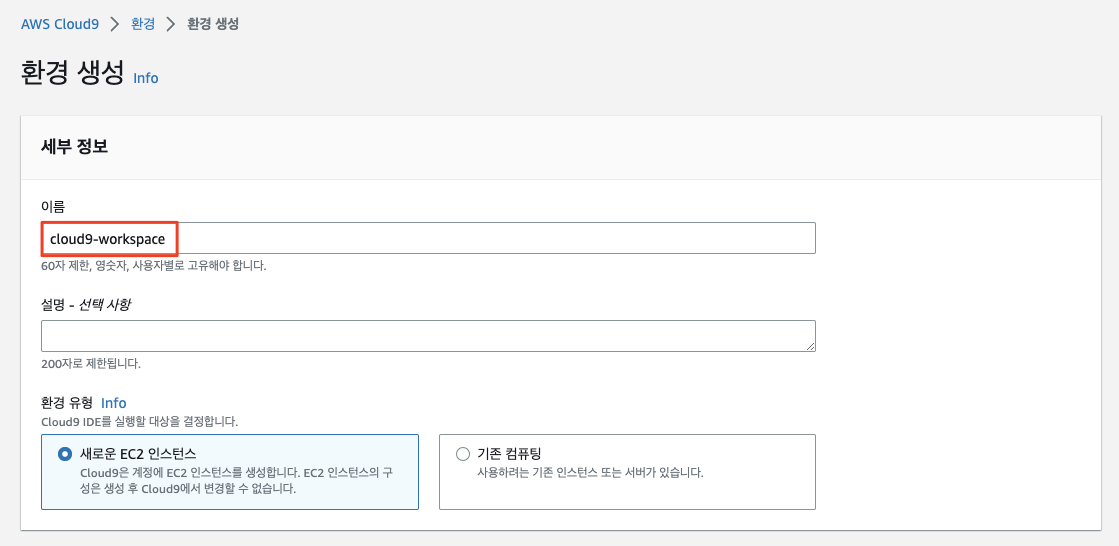 AWS Cloud9 > 환경 > 환경 생성
환경 생성 Info
세부 정보
이름
cloud9-workspace
60자 제한, 영숫자, 사용자별로 고유해야 합니다.
설명 - 선택 사항
200자로 제한됩니다.
환경 유형 Info
Cloud9 IDE를 실행할 대상을 결정합니다.
새로운 EC2 인스턴스
Cloud9은 계정에 EC2 인스턴스를 생성합니다. EC2 인스턴스의 구
성은 생성 후 Cloud9에서 변경할 수 없습니다.
기존 컴퓨팅
사용하려는 기존 인스턴스 또는 서버가 있습니다.